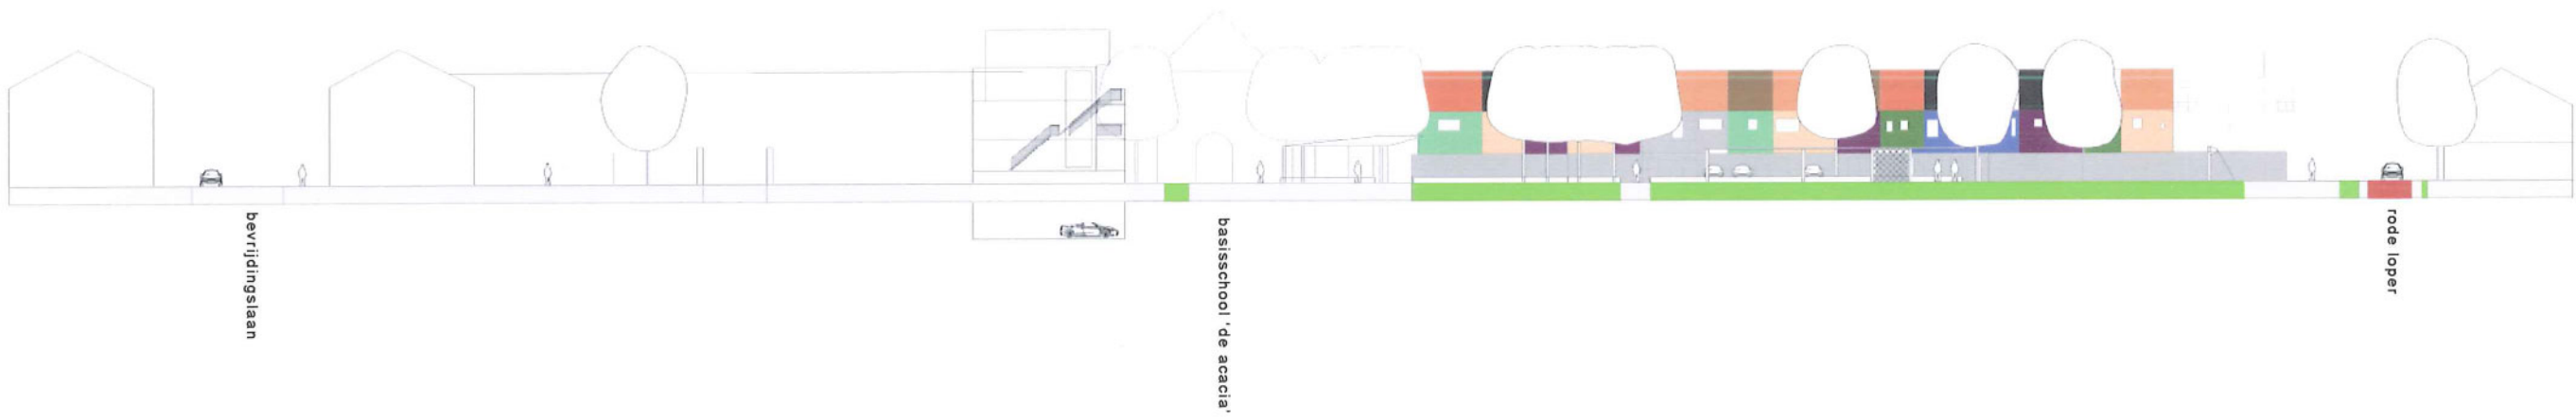 bevrijdingslaan
basisschool 'de acacia'
rode loper